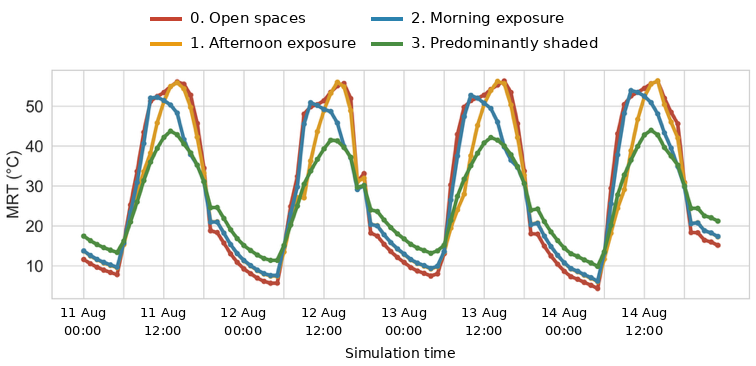 0. Open spaces
2. Morning exposure
1. Afternoon exposure
3. Predominantly shaded
MRT (°C)
50
40
30
20
10
11 Aug 11 Aug 12 Aug 12 Aug 13 Aug 13 Aug 14 Aug 14 Aug
00:00 12:00 00:00 12:00 00:00 12:00 00:00 12:00
Simulation time